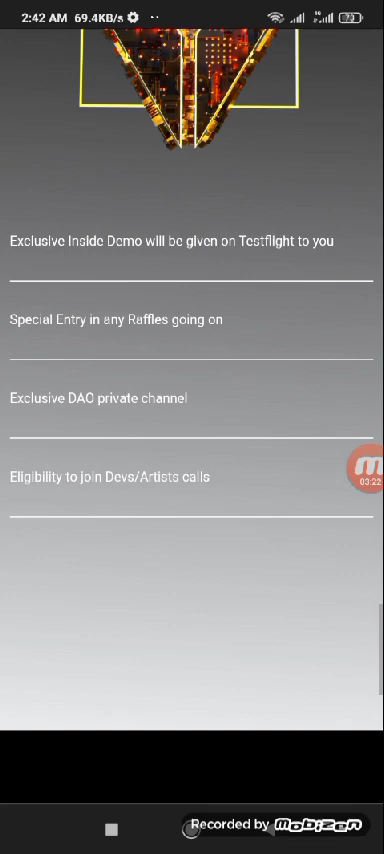 2:42 AM 69.4KB/s
73
Exclusive Inside Demo will be given on Testflight to you
Special Entry in any Raffles going on
Exclusive DAO private channel
Eligibility to join Devs/Artists calls
03:22
Recorded by mobizen